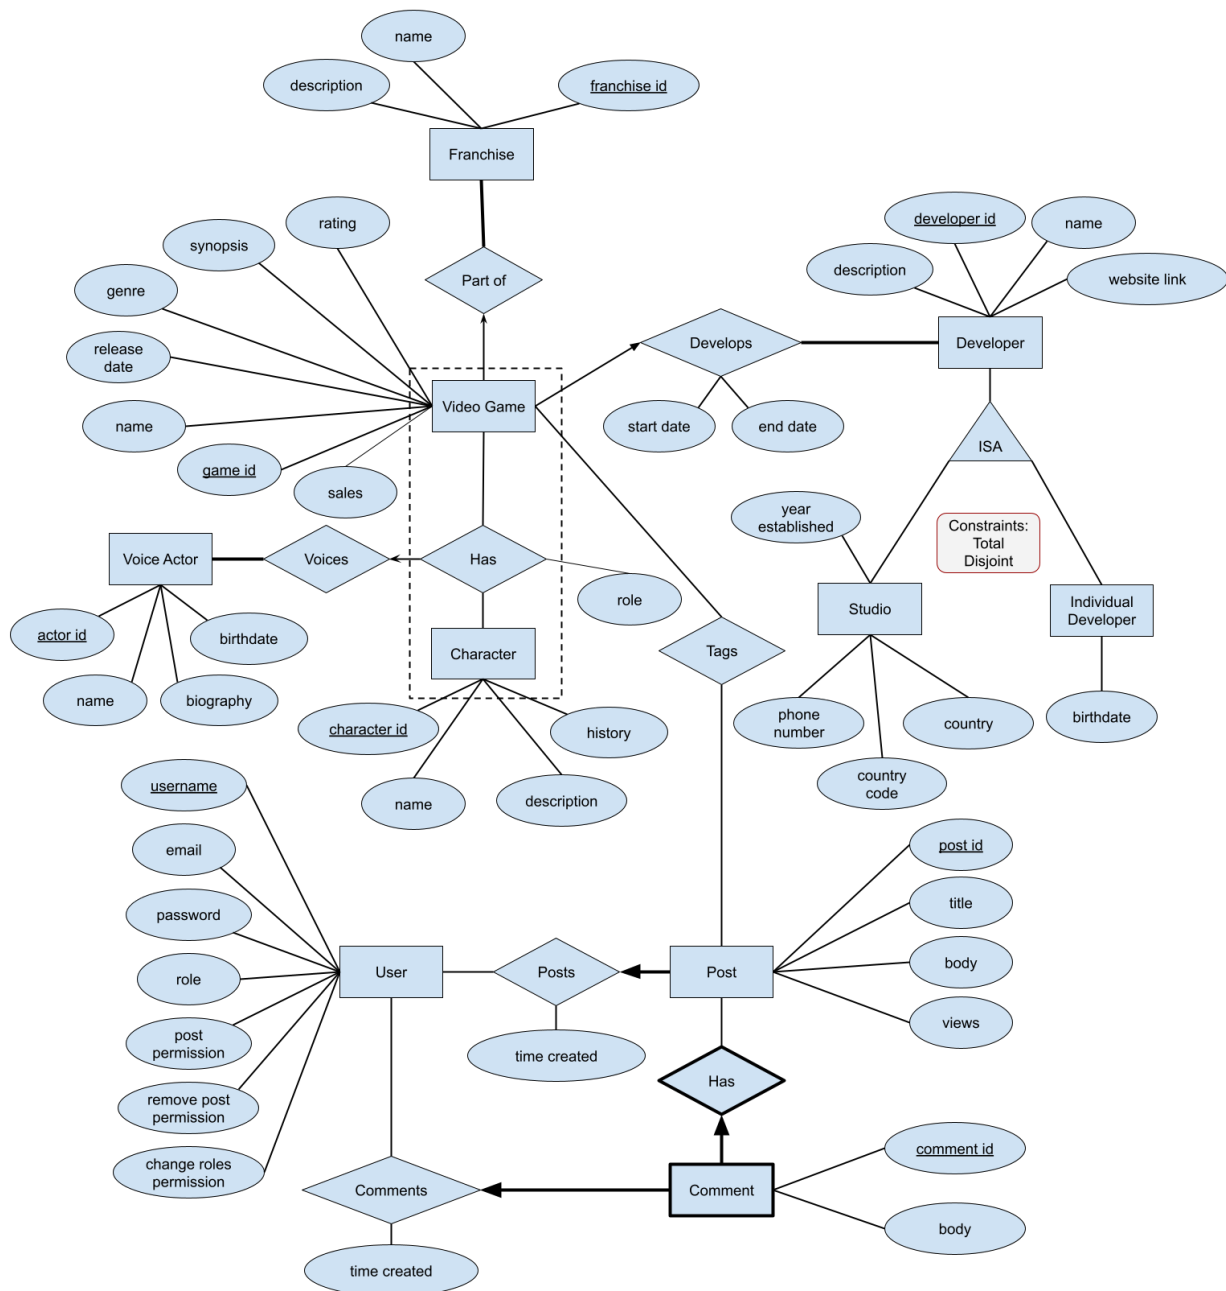 name
description
franchise id
Franchise
rating
synopsis
genre
release
date
name
game id
sales
Part of
Video Game
Develops
start date
end date
developer id
name
description
website link
Developer
ISA
year
established
Constraints:
Total
Disjoint
Studio
Individual
Developer
phone
number
country
code
country
birthdate
Voice Actor
Voices
Has
role
actor id
name
biography
birthdate
Character
character id
name
description
history
Tags
username
email
password
role
post
permission
remove post
permission
change roles
permission
User
Posts
time created
Post
post id
title
body
views
Has
Comments
time created
Comment
comment id
body